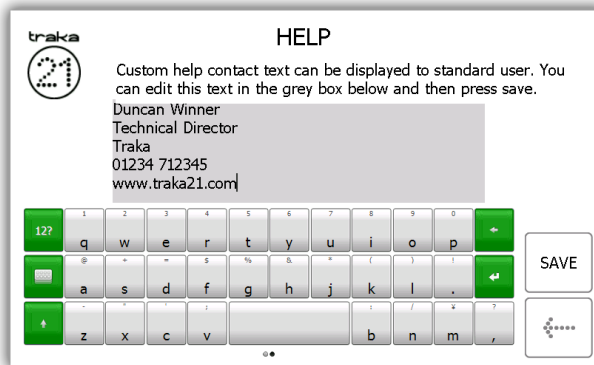 traka
21
HELP
Custom help contact text can be displayed to standard user. You
can edit this text in the grey box below and then press save.
Duncan Winner
Technical Director
Traka
01234 712345
www.traka21.com
12? 1 q 2 w 3 e 4 r 5 t 6 y 7 u 8 i 9 o 0 p
@ a + s = d $ f % g & h * j ( k ) l ! .
- z " x ' c ; v : b / n ¥ m ? ,
SAVE